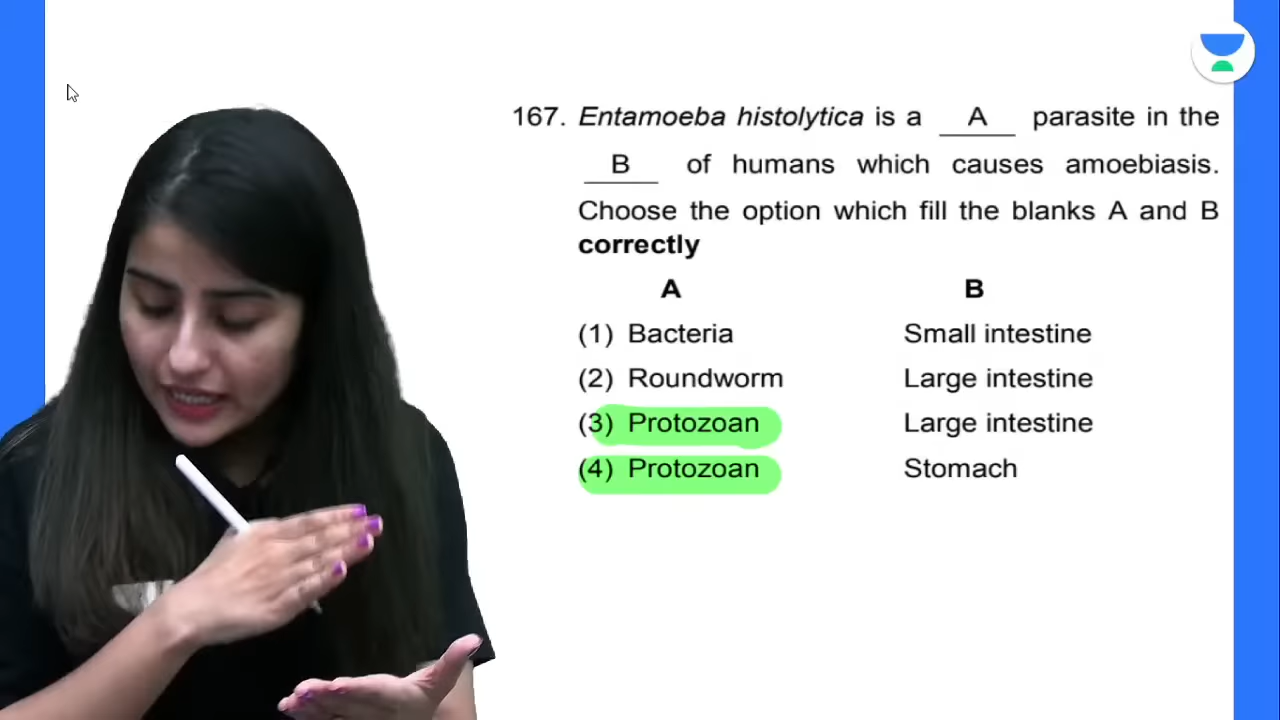 167. Entamoeba histolytica is a A parasite in the
B of humans which causes amoebiasis.
Choose the option which fill the blanks A and B
correctly
A B
(1) Bacteria Small intestine
(2) Roundworm Large intestine
(3) Protozoan Large intestine
(4) Protozoan Stomach